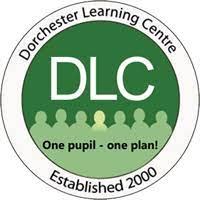 Dorchester Learning Centre
DLC
One pupil - one plan!
Established 2000